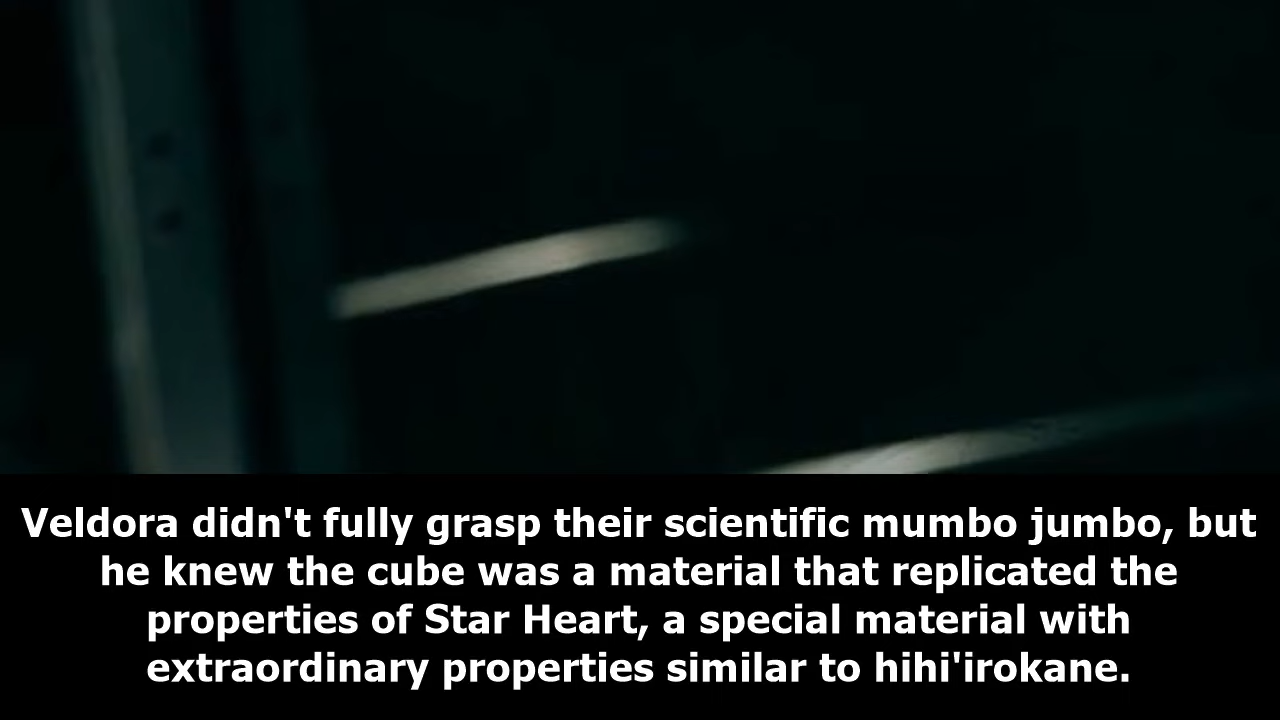 Veldora didn't fully grasp their scientific mumbo jumbo, but
he knew the cube was a material that replicated the
properties of Star Heart, a special material with
extraordinary properties similar to hihi'irokane.